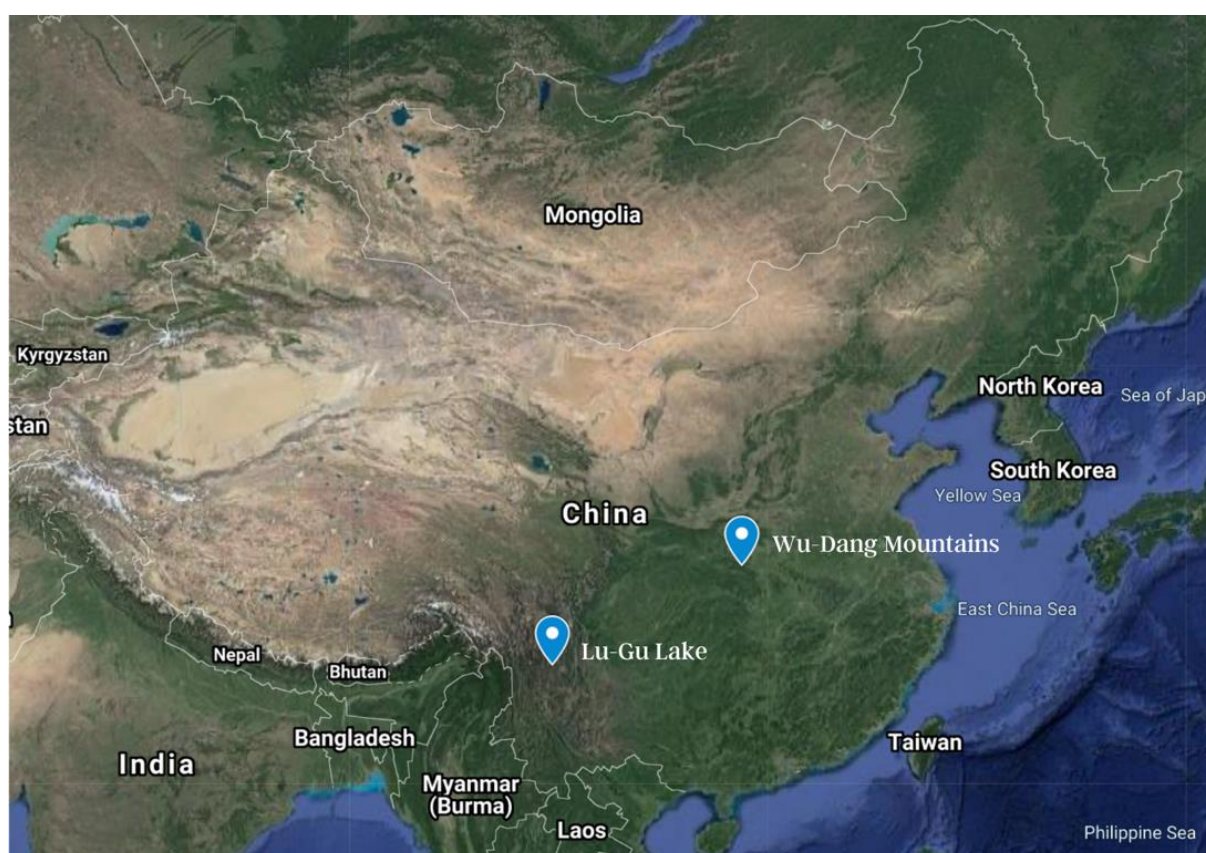 Mongolia
Kyrgyzstan
North Korea
Sea of Jap
stan
South Korea
Yellow Sea
China
Wu-Dang Mountains
East China Sea
Lu-Gu Lake
Nepal
Bhutan
Bangladesh
Taiwan
India
Myanmar
(Burma)
Laos
Philippine Sea